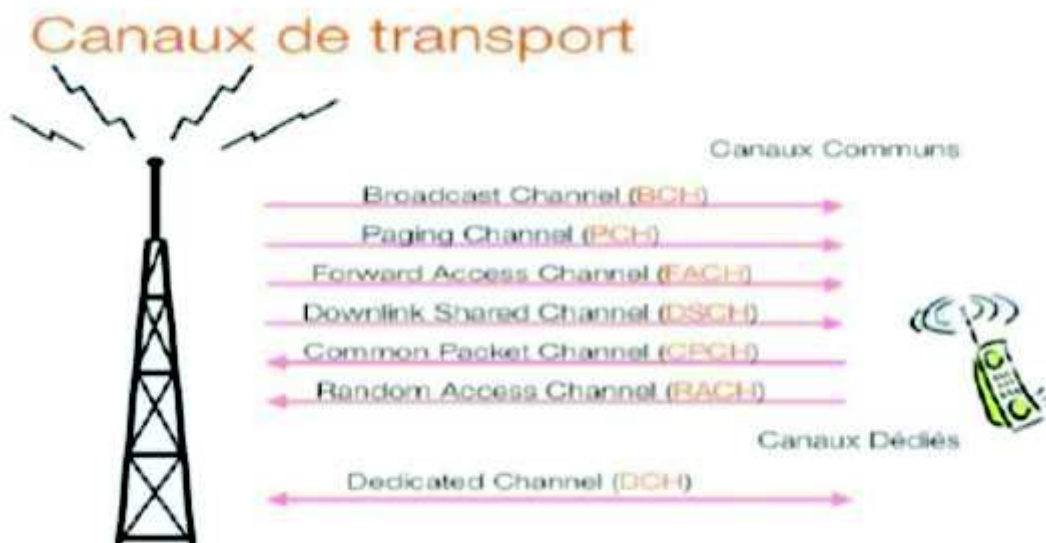 Canaux de transport
Canaux Communs
Broadcast Channel (BCH)
Paging Channel (PCH)
Forward Access Channel (FACH)
Downlink Shared Channel (DSCH)
Common Packet Channel (CPCH)
Random Access Channel (RACH)
Canaux Dédiés
Dedicated Channel (DCH)